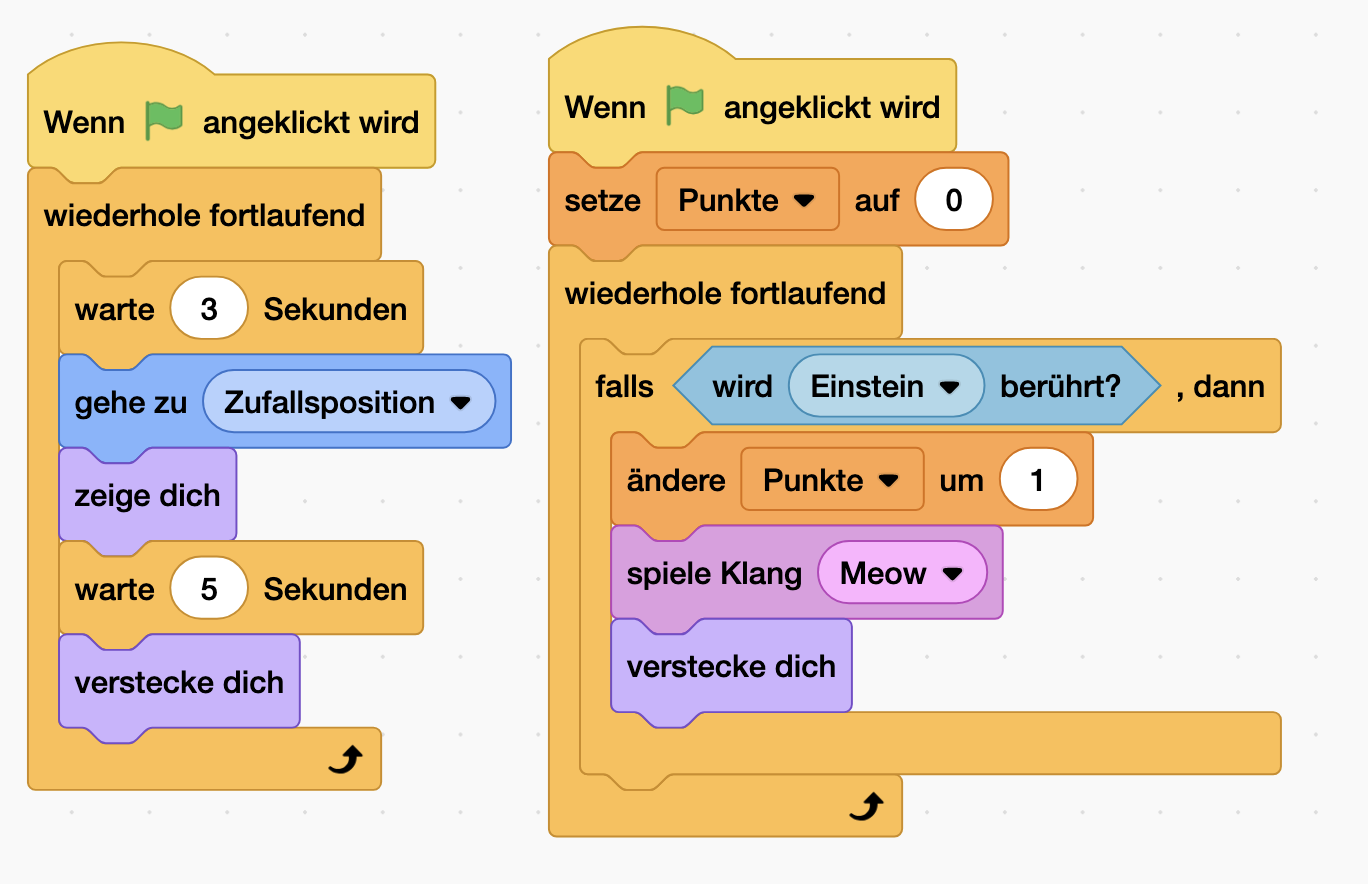 Wenn angeklickt wird
wiederhole fortlaufend
warte 3 Sekunden
gehe zu Zufallsposition
zeige dich
warte 5 Sekunden
verstecke dich
Wenn angeklickt wird
setze Punkte auf 0
wiederhole fortlaufend
falls wird Einstein berührt? , dann
ändere Punkte um 1
spiele Klang Meow
verstecke dich